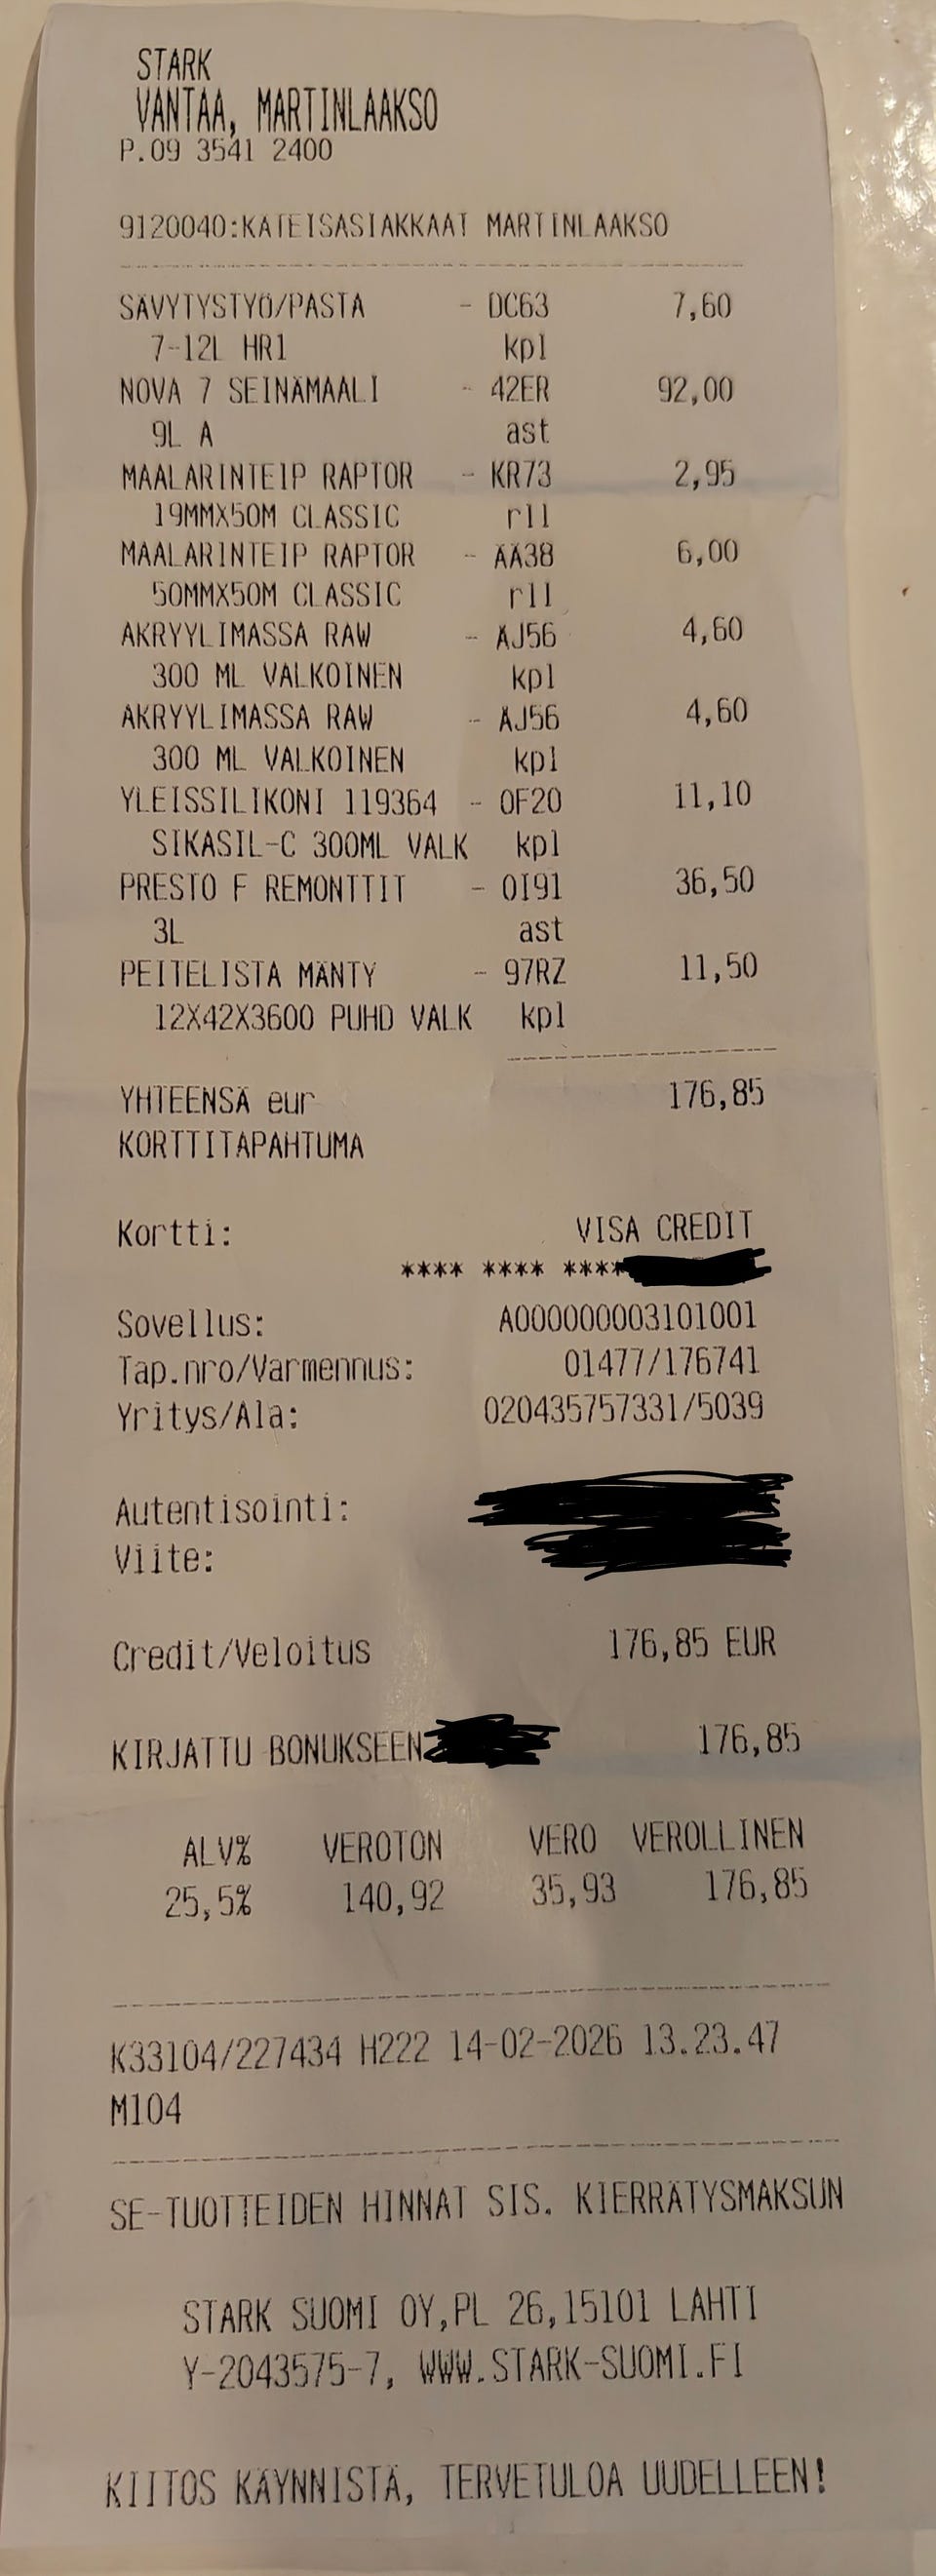 STARK
VANTAA, MARTINLAAKSO
P.09 3541 2400
9120040:KATEISASIAKKAAT MARTINLAAKSO
SÄVYTYSTYÖ/PASTA - DC63 7,60
7-12L HR1 kpl
NOVA 7 SEINÄMAALI - 42ER 92,00
9L A ast
MAALARINTEIP RAPTOR - KR73 2,95
19MMX50M CLASSIC rll
MAALARINTEIP RAPTOR - AA38 6,00
50MMX50M CLASSIC rll
AKRYYLIMASSA RAW - AJ56 4,60
300 ML VALKOINEN kpl
AKRYYLIMASSA RAW - AJ56 4,60
300 ML VALKOINEN kpl
YLEISSILIKONI 119364 - OF20 11,10
SIKASIL-C 300ML VALK kpl
PRESTO F REMONTTIT - OI91 36,50
3L ast
PEITELISTA MÄNTY - 97RZ 11,50
12X42X3600 PUHD VALK kpl
YHTEENSÄ eur 176,85
KORTTITAPAHTUMA
Kortti: VISA CREDIT
**** **** ****
Sovellus: A0000000031010​01
Tap.nro/Varmennus: 01477/176741
Yritys/Ala: 020435757331/5039
Autentisointi:
Viite:
Credit/Veloitus 176,85 EUR
KIRJATTU BONUKSEEN 176,85
ALV% VEROTON VERO VEROLLINEN
25,5% 140,92 35,93 176,85
K33104/227434 H222 14-02-2026 13.23.47
M104
SE-TUOTTEIDEN HINNAT SIS. KIERRÄTYSMAKSUN
STARK SUOMI OY,PL 26,15101 LAHTI
Y-2043575-7, WWW.STARK-SUOMI.FI
KIITOS KÄYNNISTÄ, TERVETULOA UUDELLEEN!